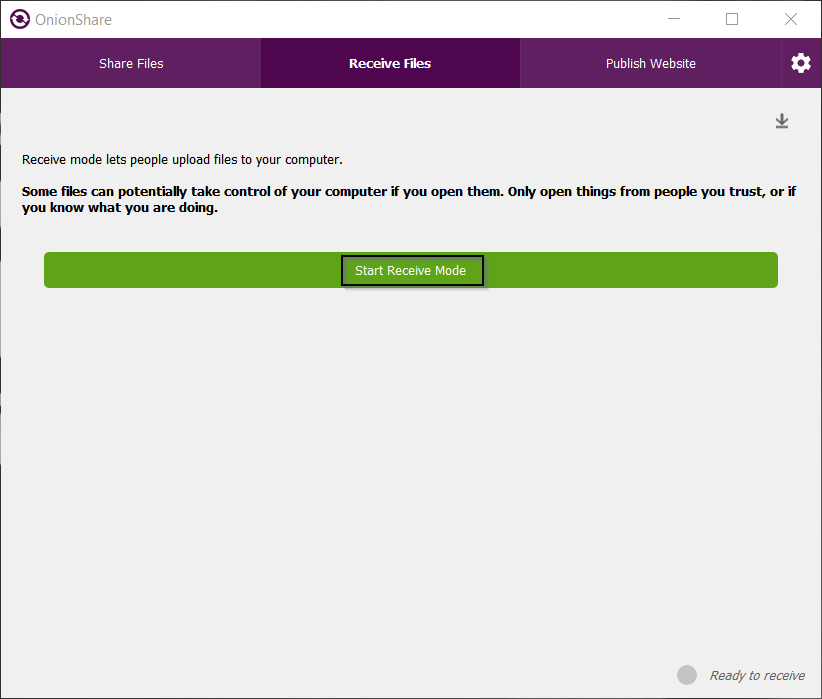 OnionShare
Share Files
Receive Files
Publish Website
Receive mode lets people upload files to your computer.
Some files can potentially take control of your computer if you open them. Only open things from people you trust, or if
you know what you are doing.
Start Receive Mode
Ready to receive